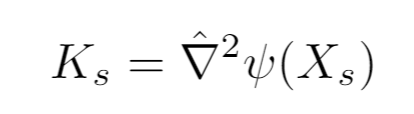 $K_s = \hat{\nabla}^2 \psi(X_s)$